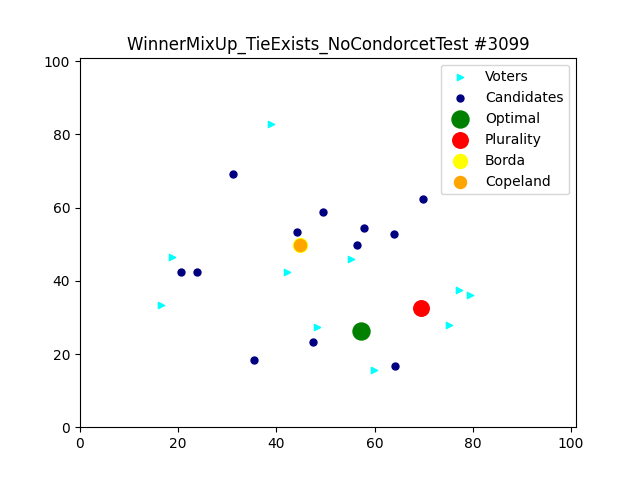 WinnerMixUp_TieExists_NoCondorcetTest #3099
100
80
60
40
20
0
0 20 40 60 80 100
Voters
Candidates
Optimal
Plurality
Borda
Copeland